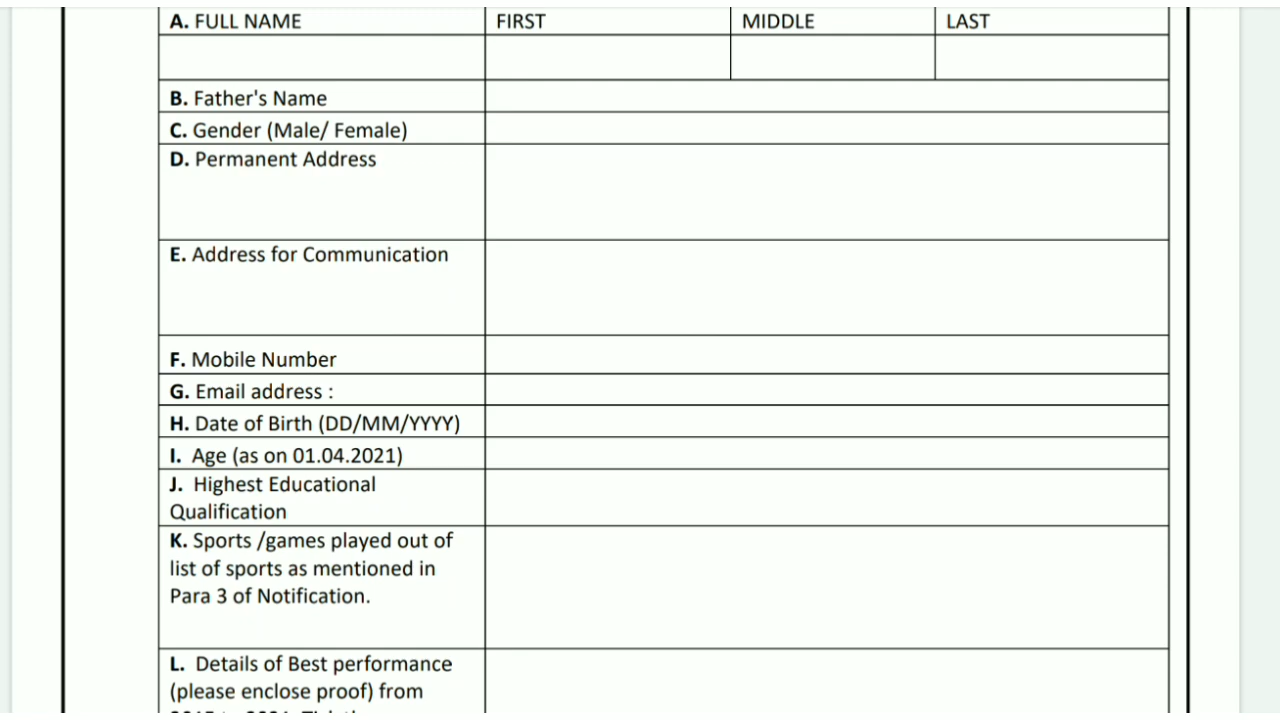 A. FULL NAME FIRST MIDDLE LAST
B. Father's Name
C. Gender (Male/ Female)
D. Permanent Address
E. Address for Communication
F. Mobile Number
G. Email address :
H. Date of Birth (DD/MM/YYYY)
I. Age (as on 01.04.2021)
J. Highest Educational
Qualification
K. Sports /games played out of
list of sports as mentioned in
Para 3 of Notification.
L. Details of Best performance
(please enclose proof) from